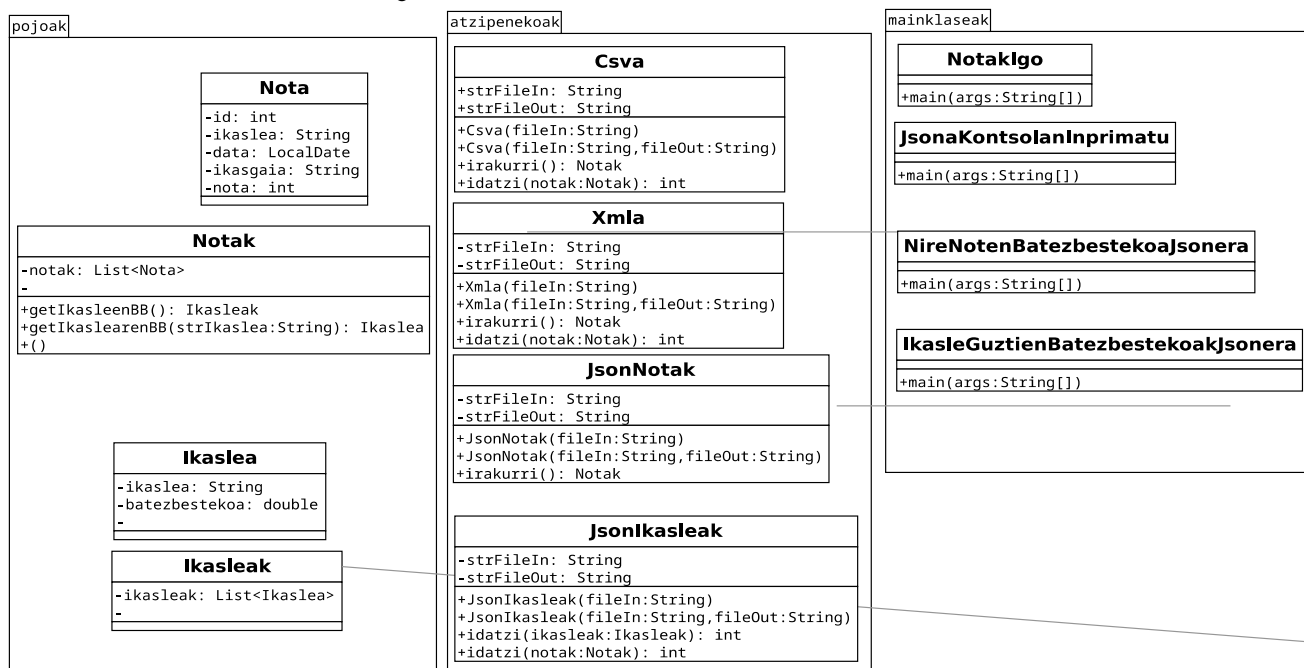 pojoak
Nota
-id: int
-ikaslea: String
-data: LocalDate
-ikasgaia: String
-nota: int
Notak
-notak: List<Nota>
-
+getIkasleenBB(): Ikasleak
+getIkaslearenBB(strIkaslea:String): Ikaslea
+()
Ikaslea
-ikaslea: String
-batezbestekoa: double
-
Ikasleak
-ikasleak: List<Ikaslea>
-
atzipenekoak
Csva
+strFileIn: String
+strFileOut: String
+Csva(fileIn:String)
+Csva(fileIn:String,fileOut:String)
+irakurri(): Notak
+idatzi(notak:Notak): int
Xmla
-strFileIn: String
-strFileOut: String
+Xmla(fileIn:String)
+Xmla(fileIn:String,fileOut:String)
+irakurri(): Notak
+idatzi(notak:Notak): int
JsonNotak
-strFileIn: String
-strFileOut: String
+JsonNotak(fileIn:String)
+JsonNotak(fileIn:String,fileOut:String)
+irakurri(): Notak
JsonIkasleak
-strFileIn: String
-strFileOut: String
+JsonIkasleak(fileIn:String)
+JsonIkasleak(fileIn:String,fileOut:String)
+idatzi(ikasleak:Ikasleak): int
+idatzi(notak:Notak): int
mainklaseak
NotakIgo
+main(args:String[])
JsonaKontsolanInprimatu
+main(args:String[])
NireNotenBatezbestekoaJsonera
+main(args:String[])
IkasleGuztienBatezbestekoakJsonera
+main(args:String[])